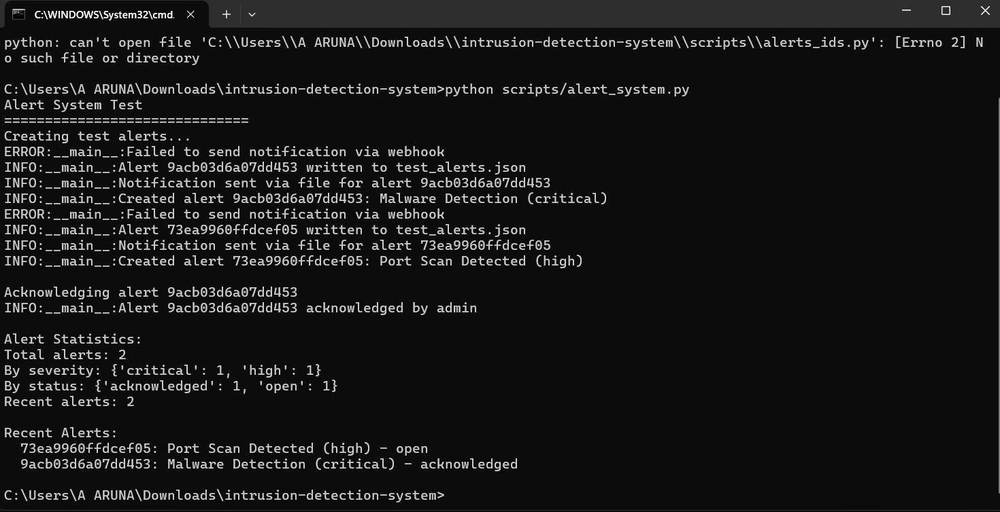 C:\WINDOWS\System32\cmd.
python: can't open file 'C:\\Users\\A ARUNA\\Downloads\\intrusion-detection-system\\scripts\\alerts_ids.py': [Errno 2] N
o such file or directory
C:\Users\A ARUNA\Downloads\intrusion-detection-system>python scripts/alert_system.py
Alert System Test
==============================
Creating test alerts...
ERROR:__main__:Failed to send notification via webhook
INFO:__main__:Alert 9acb03d6a07dd453 written to test_alerts.json
INFO:__main__:Notification sent via file for alert 9acb03d6a07dd453
INFO:__main__:Created alert 9acb03d6a07dd453: Malware Detection (critical)
ERROR:__main__:Failed to send notification via webhook
INFO:__main__:Alert 73ea9960ffdcef05 written to test_alerts.json
INFO:__main__:Notification sent via file for alert 73ea9960ffdcef05
INFO:__main__:Created alert 73ea9960ffdcef05: Port Scan Detected (high)
Acknowledging alert 9acb03d6a07dd453
INFO:__main__:Alert 9acb03d6a07dd453 acknowledged by admin
Alert Statistics:
Total alerts: 2
By severity: {'critical': 1, 'high': 1}
By status: {'acknowledged': 1, 'open': 1}
Recent alerts: 2
Recent Alerts:
  73ea9960ffdcef05: Port Scan Detected (high) - open
  9acb03d6a07dd453: Malware Detection (critical) - acknowledged
C:\Users\A ARUNA\Downloads\intrusion-detection-system>